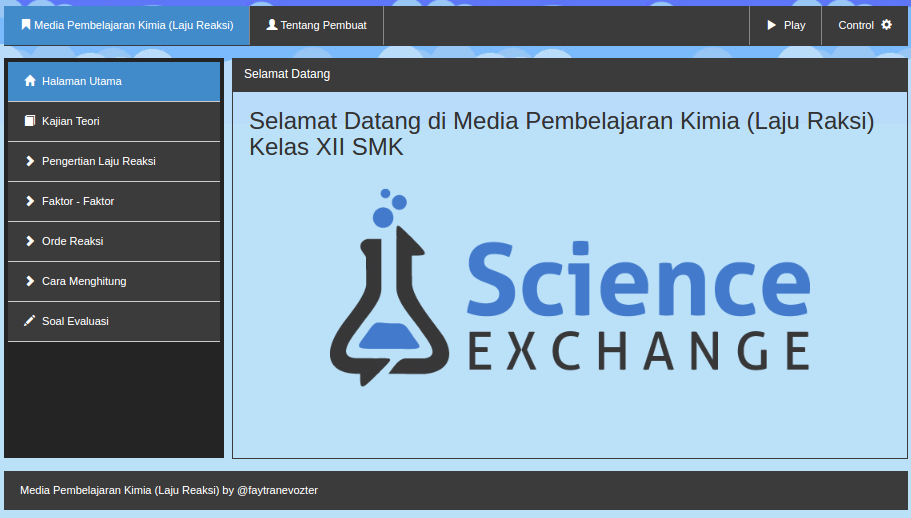 Media Pembelajaran Kimia (Laju Reaksi)
Tentang Pembuat
Play
Control
Halaman Utama
Kajian Teori
Pengertian Laju Reaksi
Faktor - Faktor
Orde Reaksi
Cara Menghitung
Soal Evaluasi
Selamat Datang
Selamat Datang di Media Pembelajaran Kimia (Laju Raksi)
Kelas XII SMK
Science
EXCHANGE
Media Pembelajaran Kimia (Laju Reaksi) by @faytranevozter